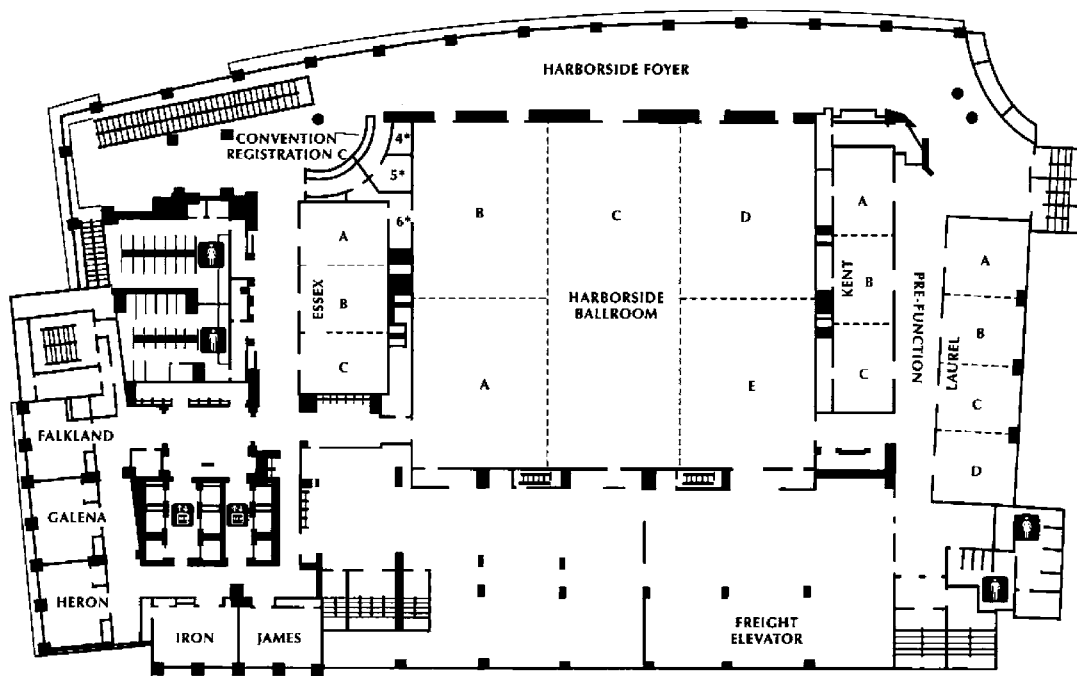 HARBORSIDE FOYER
CONVENTION
REGISTRATION C
4*
5*
6*
A
B
C
ESSEX
B
C
D
A
E
HARBORSIDE
BALLROOM
A
B
C
KENT
PRE-FUNCTION
LAUREL
A
B
C
D
FALKLAND
GALENA
HERON
IRON
JAMES
FREIGHT
ELEVATOR